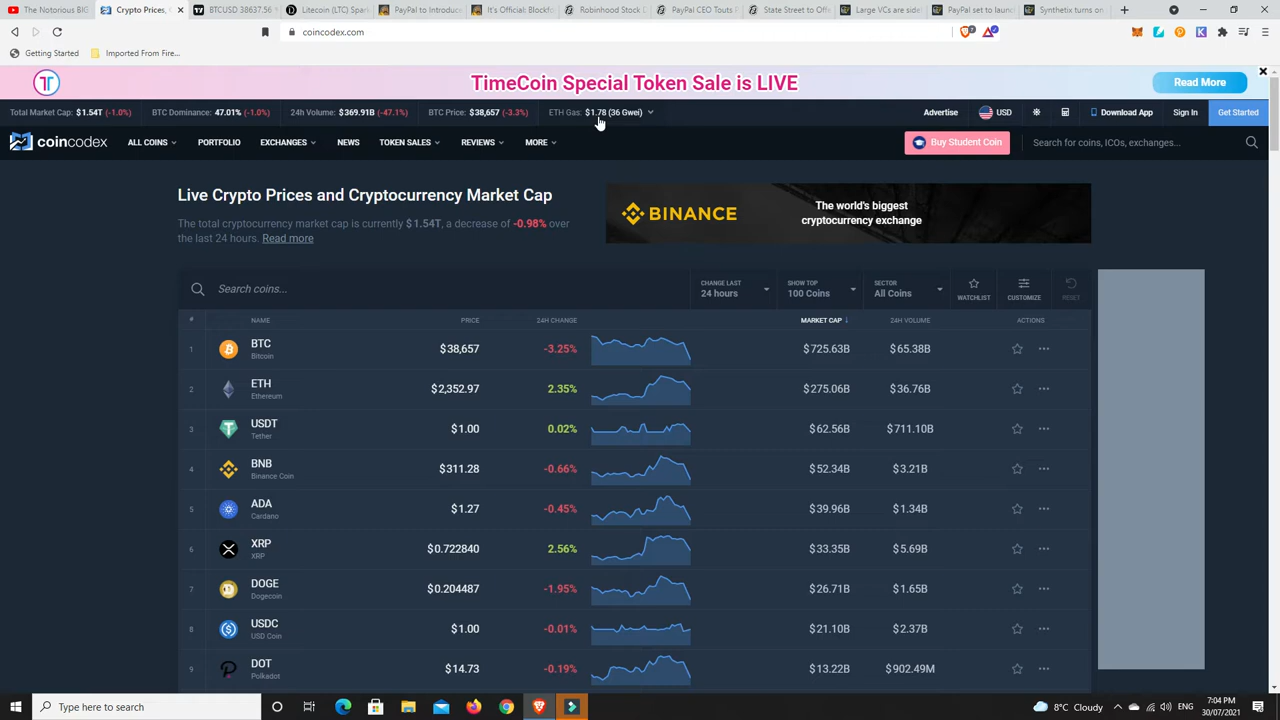 The Notorious BIG
Crypto Prices,
BTCUSD 38637.56
Litecoin (LTC) Span
PayPal to Introduce
It's Official: Blockf
Robinhood Stock D
PayPal CEO Touts P
State Street to Offe
Large VCs are side
PayPal set to launc
Synthetic turns on
coincodex.com
Getting Started
Imported From Fire...
TimeCoin Special Token Sale is LIVE
Read More
Total Market Cap: $1.54T (-1.0%) BTC Dominance: 47.01% (-1.0%) 24h Volume: $369.91B (-47.1%) BTC Price: $38,657 (-3.3%) ETH Gas: $1.78 (36 Gwei) Advertise USD Download App Sign In Get Started
coincodex ALL COINS PORTFOLIO EXCHANGES NEWS TOKEN SALES REVIEWS MORE Buy Student Coin Search for coins, ICOs, exchanges...
Live Crypto Prices and Cryptocurrency Market Cap
The total cryptocurrency market cap is currently $1.54T, a decrease of -0.98% over
the last 24 hours. Read more
BINANCE
The world's biggest
cryptocurrency exchange
Search coins...
CHANGE LAST
24 hours
SHOW TOP
100 Coins
SECTOR
All Coins
WATCHLIST
CUSTOMIZE
RESET
# NAME PRICE 24H CHANGE MARKET CAP 24H VOLUME ACTIONS
1 BTC $38,657 -3.25% $725.63B $65.38B
Bitcoin
2 ETH $2,352.97 2.35% $275.06B $36.76B
Ethereum
3 USDT $1.00 0.02% $62.56B $711.10B
Tether
4 BNB $311.28 -0.66% $52.34B $3.21B
Binance Coin
5 ADA $1.27 -0.45% $39.96B $1.34B
Cardano
6 XRP $0.722840 2.56% $33.35B $5.69B
XRP
7 DOGE $0.204487 -1.95% $26.71B $1.65B
Dogecoin
8 USDC $1.00 -0.01% $21.10B $2.37B
USD Coin
9 DOT $14.73 -0.19% $13.22B $902.49M
Polkadot
Type here to search
8°C Cloudy
7:04 PM
30/07/2021